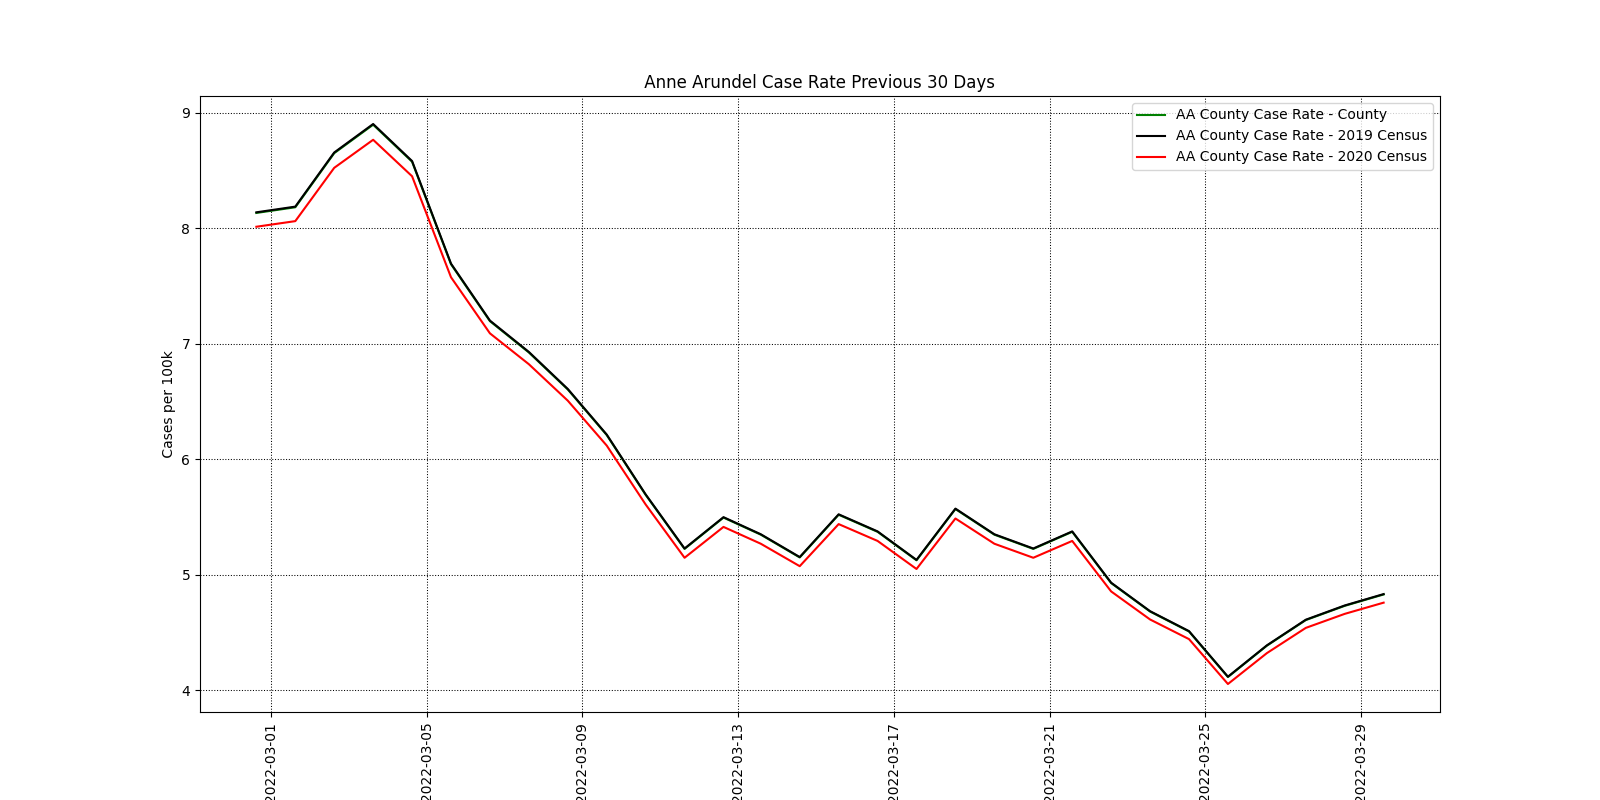 Anne Arundel Case Rate Previous 30 Days
AA County Case Rate - County
AA County Case Rate - 2019 Census
AA County Case Rate - 2020 Census
Cases per 100k
9
8
7
6
5
4
2022-03-01
2022-03-05
2022-03-09
2022-03-13
2022-03-17
2022-03-21
2022-03-25
2022-03-29